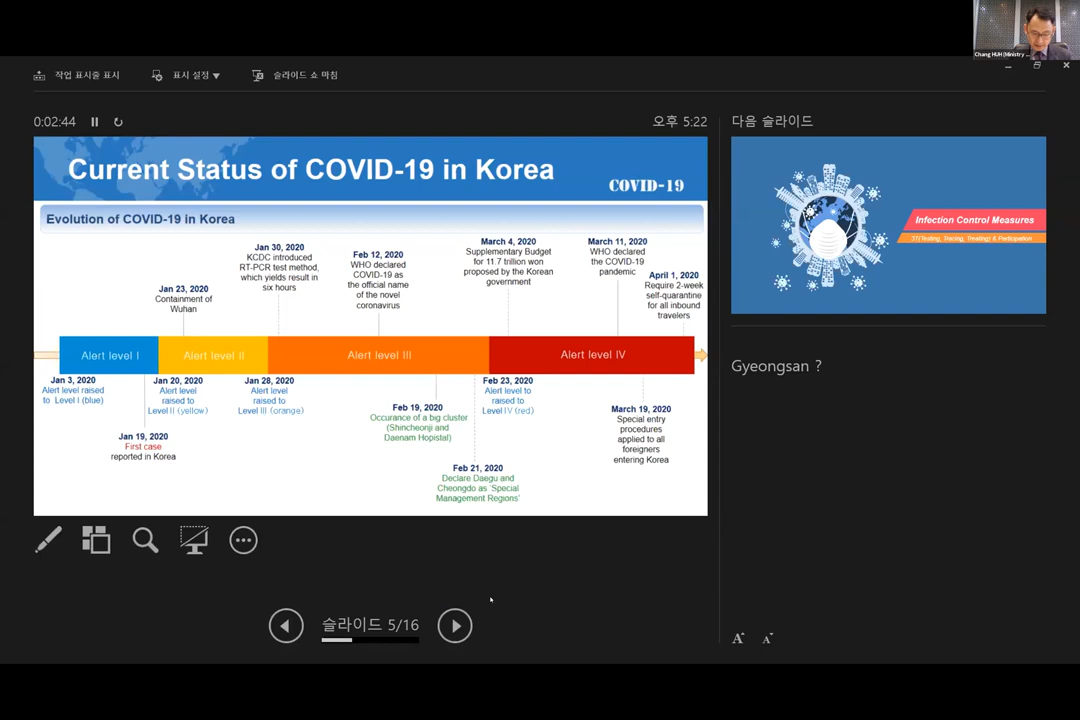 Chang HUH (Ministry ...
작업 표시줄 표시
표시 설정 ▼
슬라이드 쇼 마침
0:02:44
오후 5:22
다음 슬라이드
Current Status of COVID-19 in Korea
COVID-19
Evolution of COVID-19 in Korea
Jan 23, 2020
Containment of
Wuhan
Jan 30, 2020
KCDC introduced
RT-PCR test method,
which yields result in
six hours
Feb 12, 2020
WHO declared
COVID-19 as
the official name
of the novel
coronavirus
March 4, 2020
Supplementary Budget
for 11.7 trillion won
proposed by the Korean
government
March 11, 2020
WHO declared
the COVID-19
pandemic
April 1, 2020
Require 2-week
self-quarantine
for all inbound
travelers
Alert level I
Alert level II
Alert level III
Alert level IV
Jan 3, 2020
Alert level raised
to Level I (blue)
Jan 19, 2020
First case
reported in Korea
Jan 20, 2020
Alert level
raised to
Level II (yellow)
Jan 28, 2020
Alert level
raised to
Level III (orange)
Feb 19, 2020
Occurance of a big cluster
(Shincheonji and
Daenam Hopistal)
Feb 21, 2020
Declare Daegu and
Cheongdo as 'Special
Management Regions'
Feb 23, 2020
Alert level to
raised to
Level IV (red)
March 19, 2020
Special entry
procedures
applied to all
foreigners
entering Korea
Infection Control Measures
3T(Testing, Tracing, Treating) & Participation
Gyeongsan ?
슬라이드 5/16
A
A